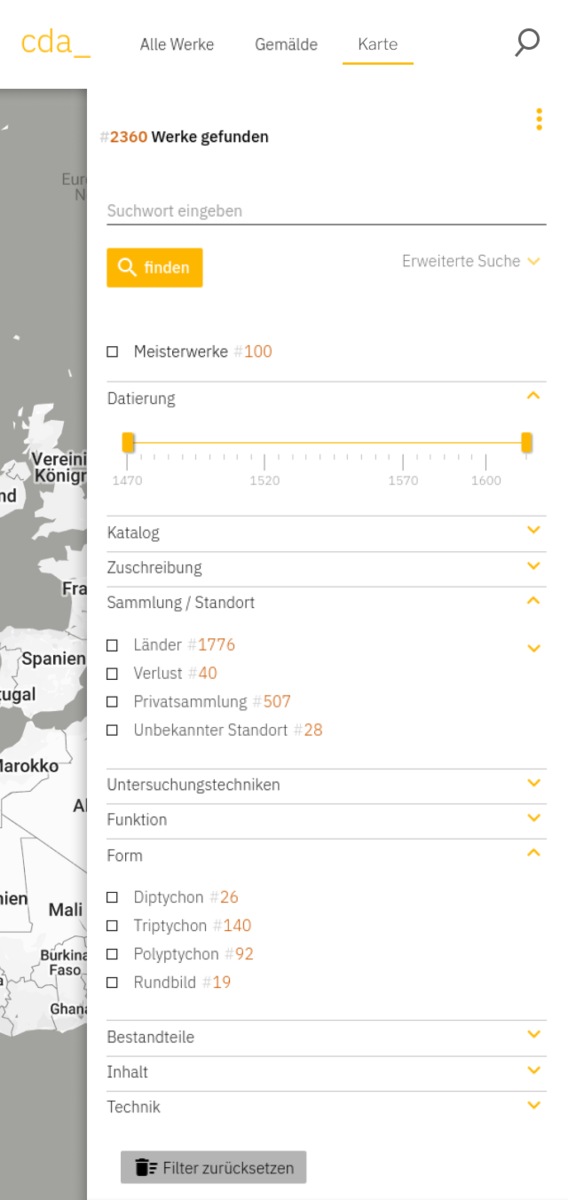 cda_
Alle Werke Gemälde Karte
#2360 Werke gefunden
Suchwort eingeben
finden
Erweiterte Suche
Meisterwerke #100
Datierung
1470 1520 1570 1600
Katalog
Zuschreibung
Sammlung / Standort
Länder #1776
Verlust #40
Privatsammlung #507
Unbekannter Standort #28
Untersuchungstechniken
Funktion
Form
Diptychon #26
Triptychon #140
Polyptychon #92
Rundbild #19
Bestandteile
Inhalt
Technik
Filter zurücksetzen
Vereini
Königr
Fra
Spanien
tugal
Marokko
Al
Mali
Burkina
Faso
Ghana